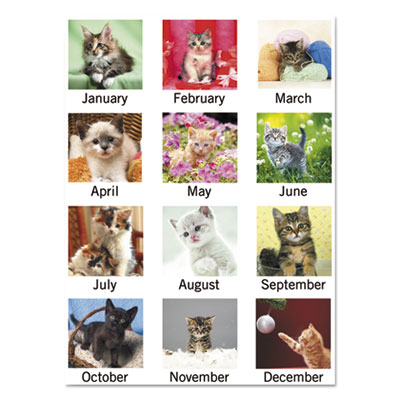 January February March
April May June
July August September
October November December